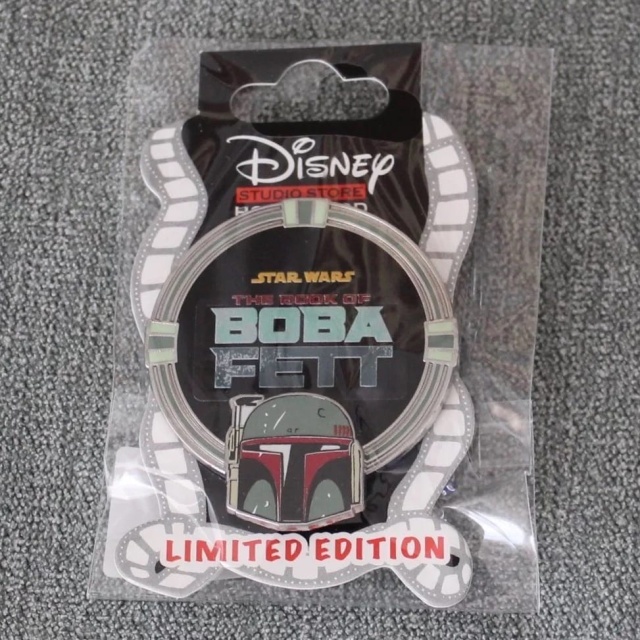 Disney
STUDIO STORE
STAR WARS
THE BOOK OF
BOBA
FETT
LIMITED EDITION